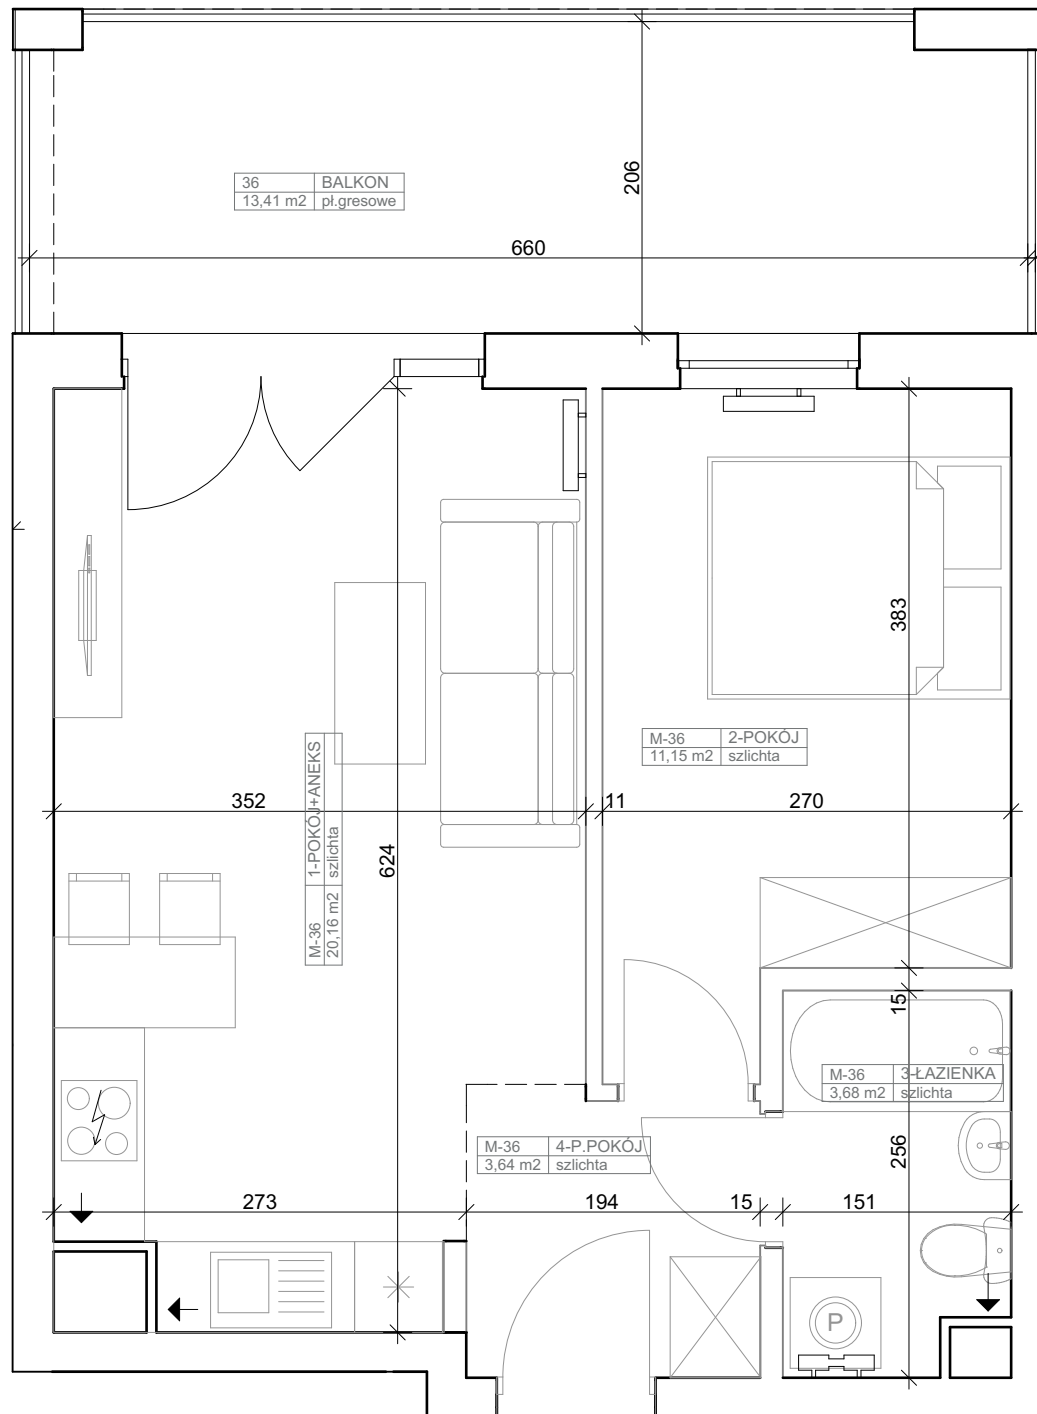 206
36 BALKON
13,41 m2 pł.gresowe
660
383
M-36 2-POKÓJ
11,15 m2 szlichta
M-36 1-POKÓJ+ANEKS
20,16 m2 szlichta
352
11
270
624
15
M-36 3-ŁAZIENKA
3,68 m2 szlichta
M-36 4-P.POKÓJ
3,64 m2 szlichta
256
273
194
15
151
P